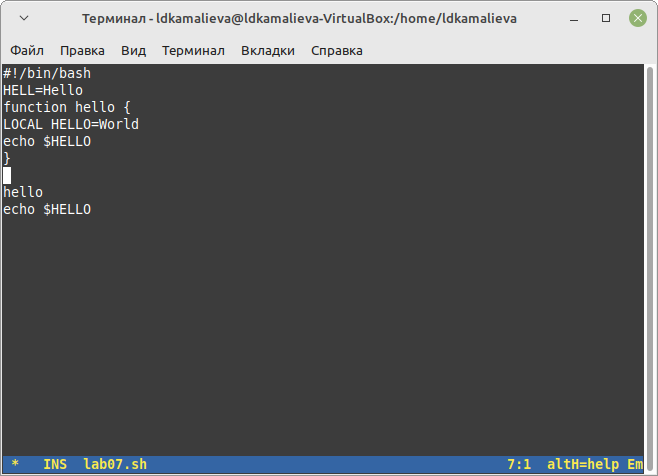 Терминал - ldkamalieva@ldkamalieva-VirtualBox:/home/ldkamalieva
Файл Правка Вид Терминал Вкладки Справка
#!/bin/bash
HELL=Hello
function hello {
LOCAL HELLO=World
echo $HELLO
}
hello
echo $HELLO
* INS lab07.sh 7:1 altH=help Em